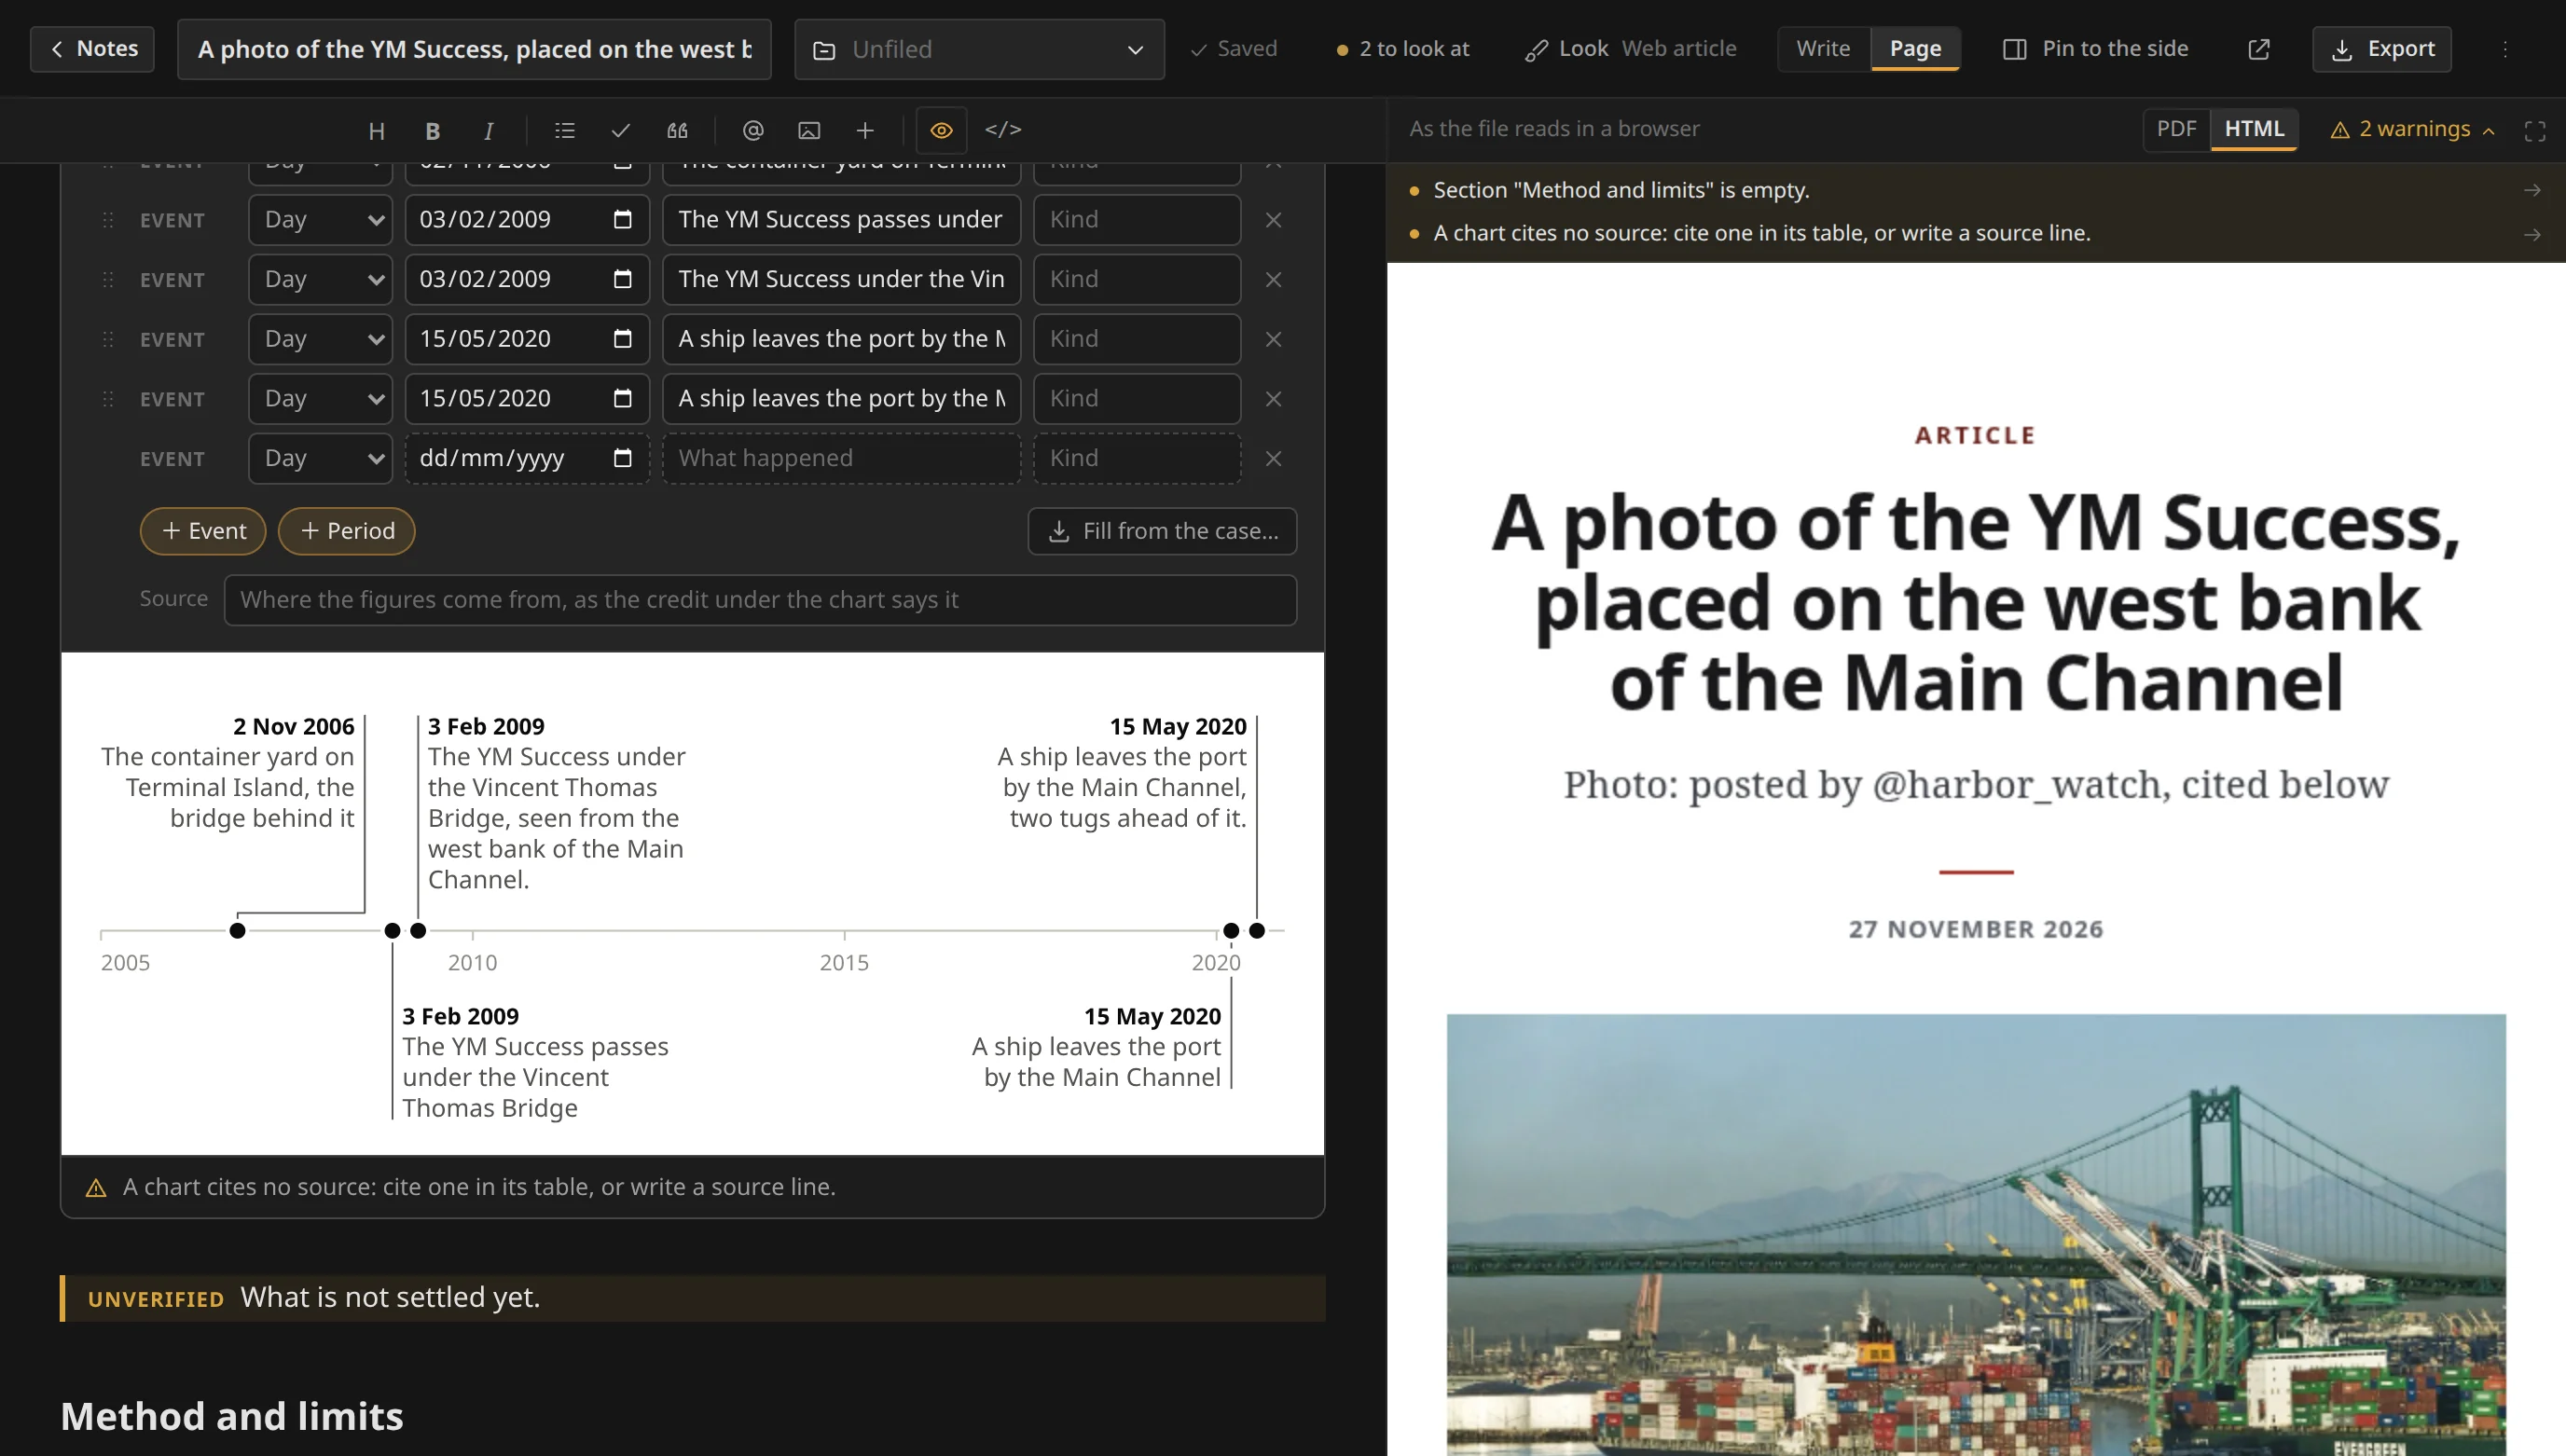 Notes
A photo of the YM Success, placed on the west b
Unfiled
Saved
2 to look at
Look Web article
Write
Page
Pin to the side
Export
H B I
@
</>
As the file reads in a browser
PDF
HTML
2 warnings
Section "Method and limits" is empty.
A chart cites no source: cite one in its table, or write a source line.
EVENT Day 03/02/2009 The YM Success passes under Kind
EVENT Day 03/02/2009 The YM Success under the Vin Kind
EVENT Day 15/05/2020 A ship leaves the port by the Kind
EVENT Day 15/05/2020 A ship leaves the port by the Kind
EVENT Day dd/mm/yyyy What happened Kind
+ Event
+ Period
Fill from the case...
Source Where the figures come from, as the credit under the chart says it
2 Nov 2006
The container yard on
Terminal Island, the
bridge behind it
3 Feb 2009
The YM Success under
the Vincent Thomas
Bridge, seen from the
west bank of the Main
Channel.
15 May 2020
A ship leaves the port
by the Main Channel,
two tugs ahead of it.
2005 2010 2015 2020
3 Feb 2009
The YM Success passes
under the Vincent
Thomas Bridge
15 May 2020
A ship leaves the port
by the Main Channel
A chart cites no source: cite one in its table, or write a source line.
UNVERIFIED What is not settled yet.
Method and limits
ARTICLE
A photo of the YM Success,
placed on the west bank
of the Main Channel
Photo: posted by @harbor_watch, cited below
27 NOVEMBER 2026